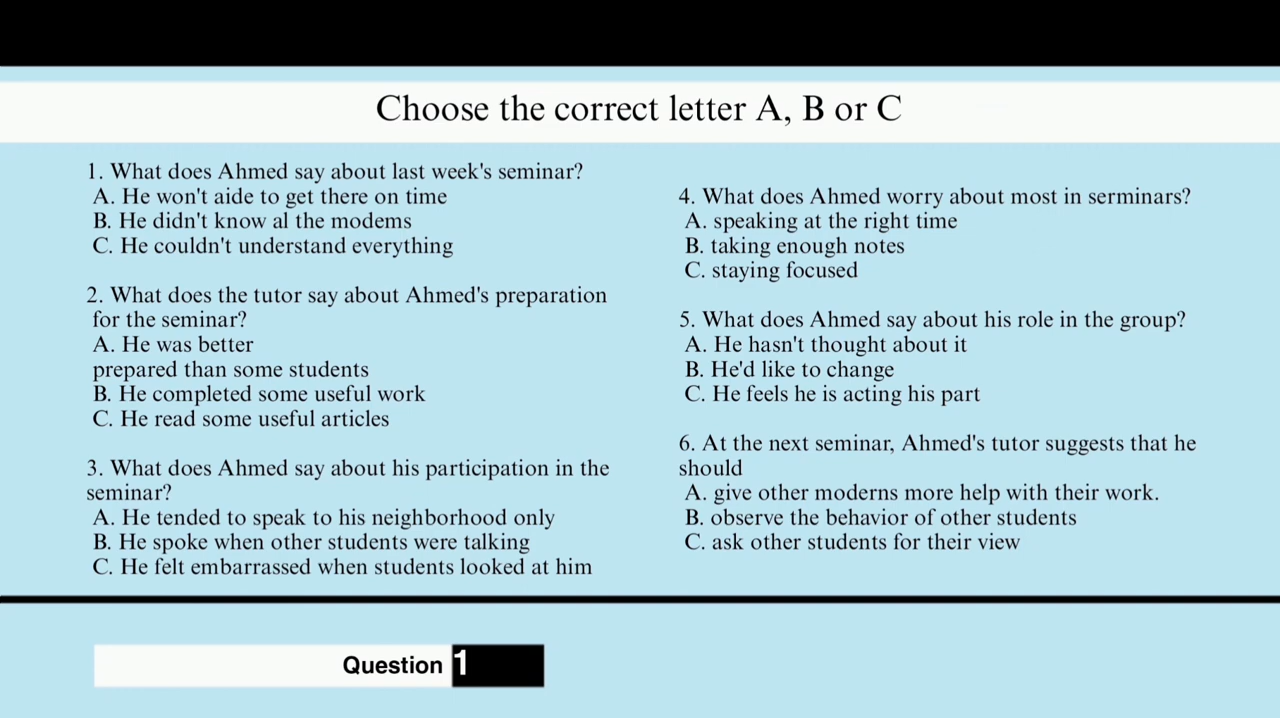 Choose the correct letter A, B or C
1. What does Ahmed say about last week's seminar?
A. He won't aide to get there on time
B. He didn't know al the modems
C. He couldn't understand everything
2. What does the tutor say about Ahmed's preparation
for the seminar?
A. He was better
prepared than some students
B. He completed some useful work
C. He read some useful articles
3. What does Ahmed say about his participation in the
seminar?
A. He tended to speak to his neighborhood only
B. He spoke when other students were talking
C. He felt embarrassed when students looked at him
4. What does Ahmed worry about most in serminars?
A. speaking at the right time
B. taking enough notes
C. staying focused
5. What does Ahmed say about his role in the group?
A. He hasn't thought about it
B. He'd like to change
C. He feels he is acting his part
6. At the next seminar, Ahmed's tutor suggests that he
should
A. give other moderns more help with their work.
B. observe the behavior of other students
C. ask other students for their view
Question 1